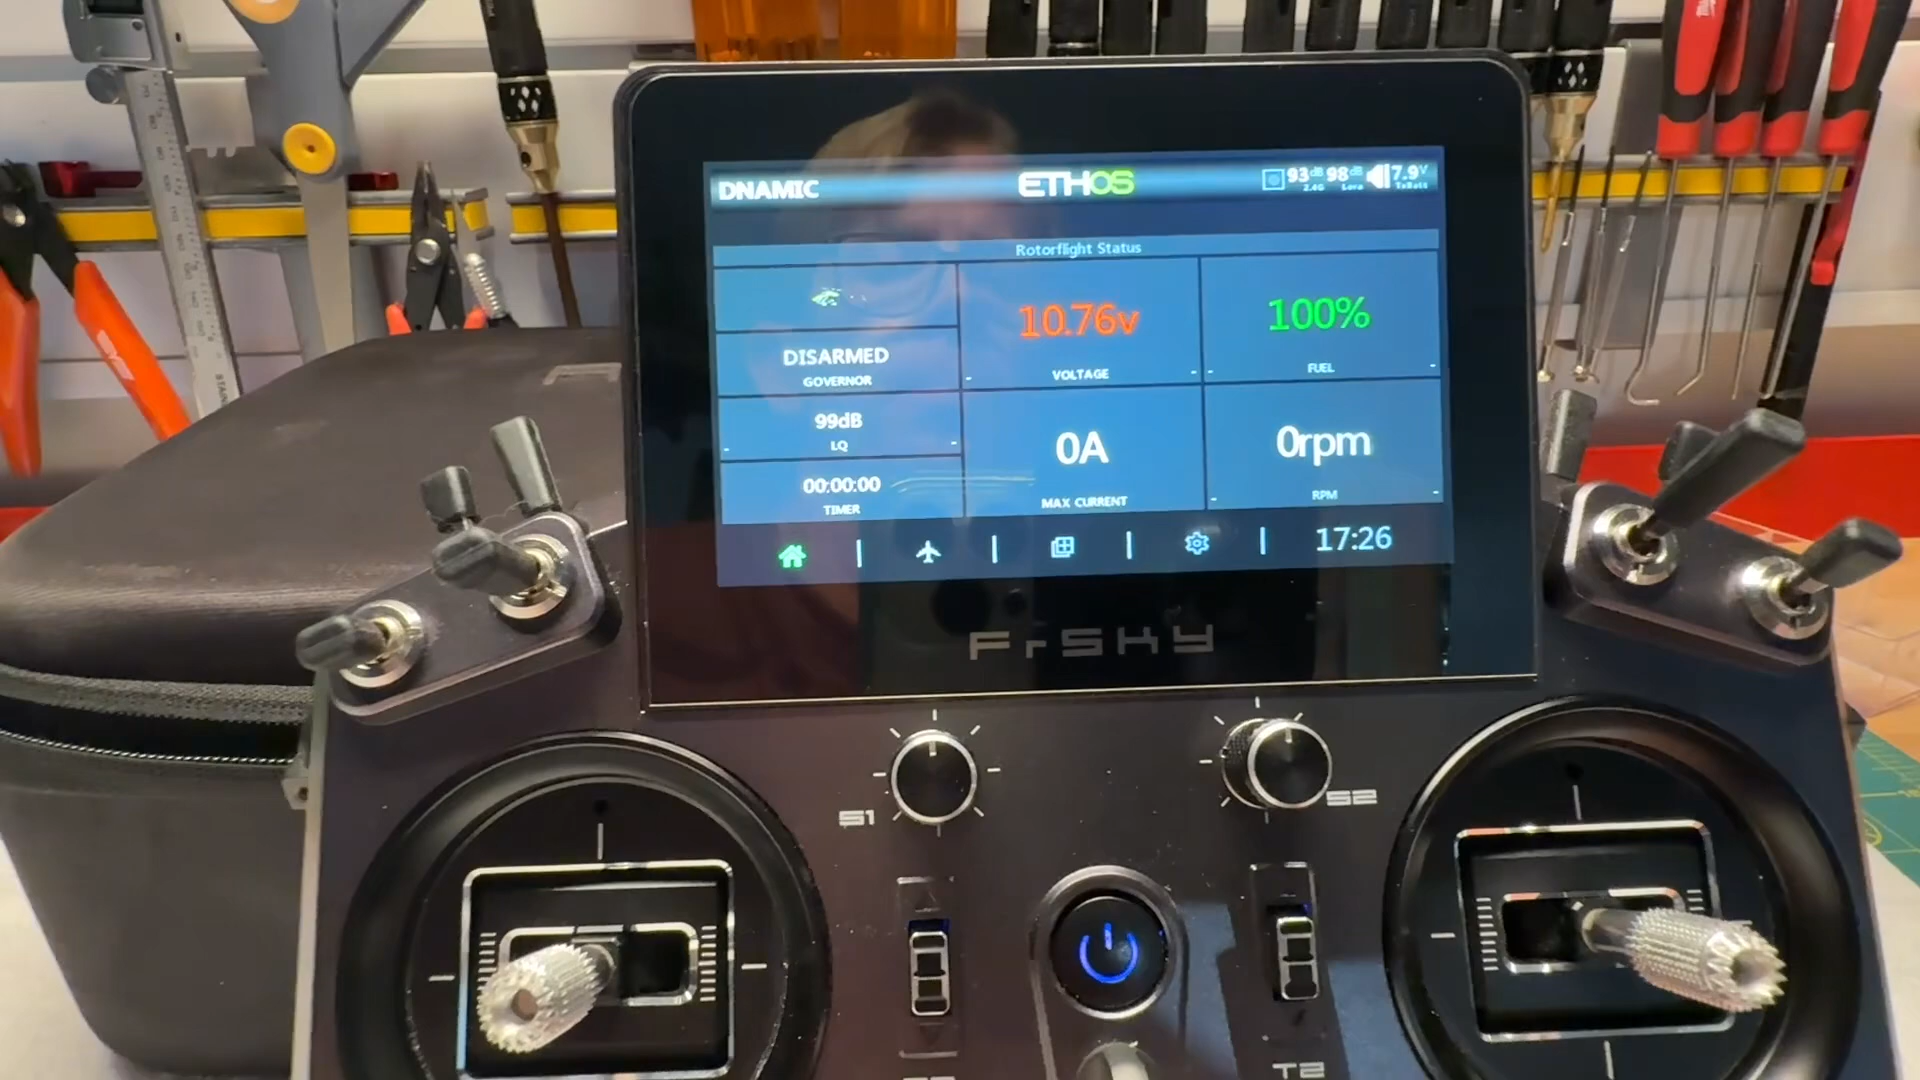 DNAMIC
ETHOS
93dB 98dB 7.9V
2.4G Lora TxBatt
Rotorflight Status
10.76v
VOLTAGE
100%
FUEL
DISARMED
GOVERNOR
99dB
LQ
0A
MAX CURRENT
0rpm
RPM
00:00:00
TIMER
17:26
FrSKY
S1
S2
T2